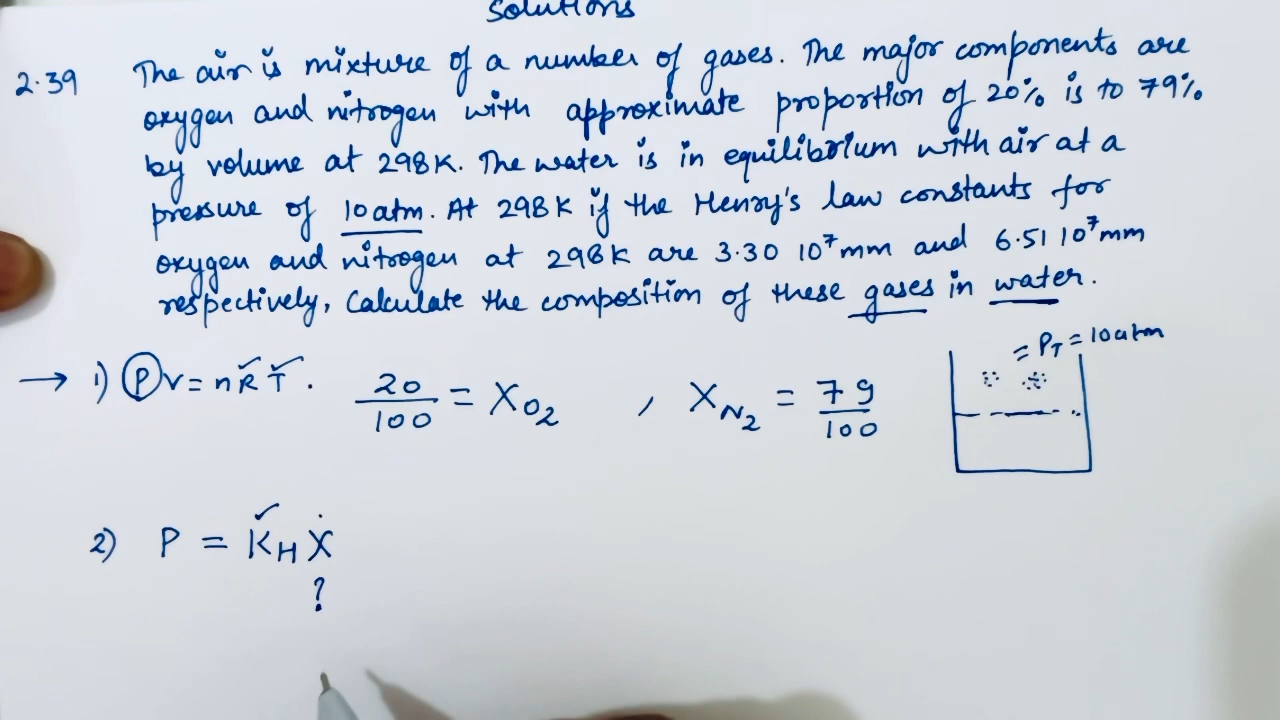 Solutions
2.39 The air is mixture of a number of gases. The major components are
oxygen and nitrogen with approximate proportion of 20% is to 79%
by volume at 298K. The water is in equilibrium with air at a
pressure of 10 atm. At 298K if the Henry's law constants for
oxygen and nitrogen at 298K are 3.30 10⁷ mm and 6.51 10⁷ mm
respectively, Calculate the composition of these gases in water.
→ 1) PV = nRT. 20/100 = X_O₂ , X_N₂ = 79/100
= P_T = 10atm
2) P = K_H X
?